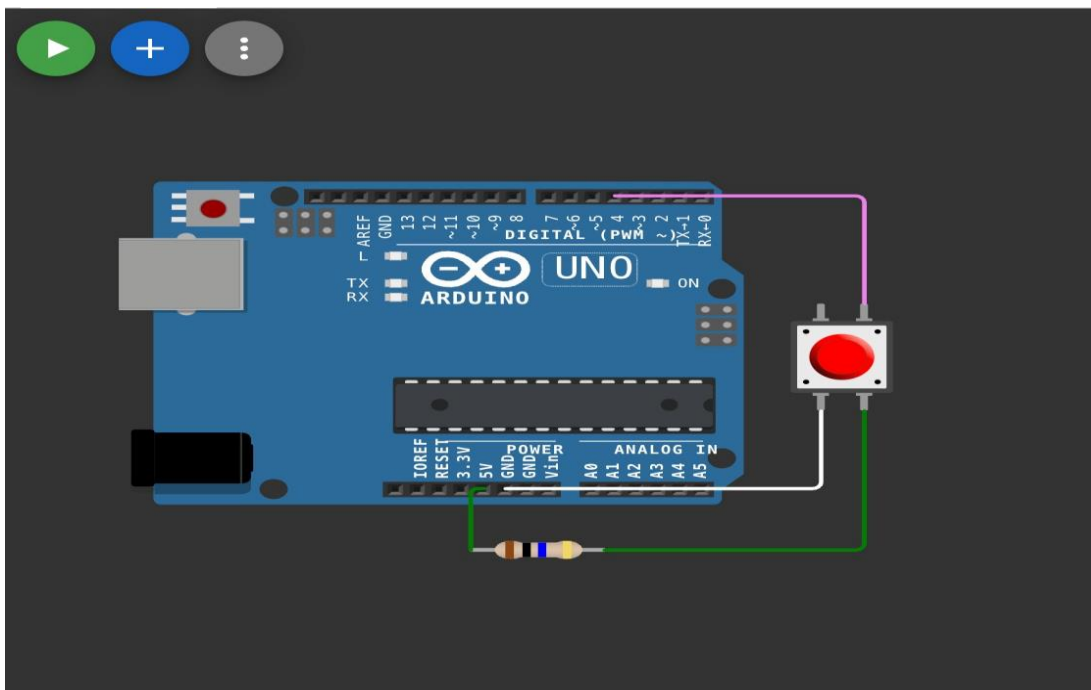 AREF
GND
13
12
~11
~10
~9
8
7
~6
~5
4
~3
~2
TX→1
RX←0
DIGITAL (PWM ~)
L
TX
RX
UNO
ARDUINO
ON
IOREF
RESET
3.3V
5V
GND
GND
Vin
POWER
A0
A1
A2
A3
A4
A5
ANALOG IN